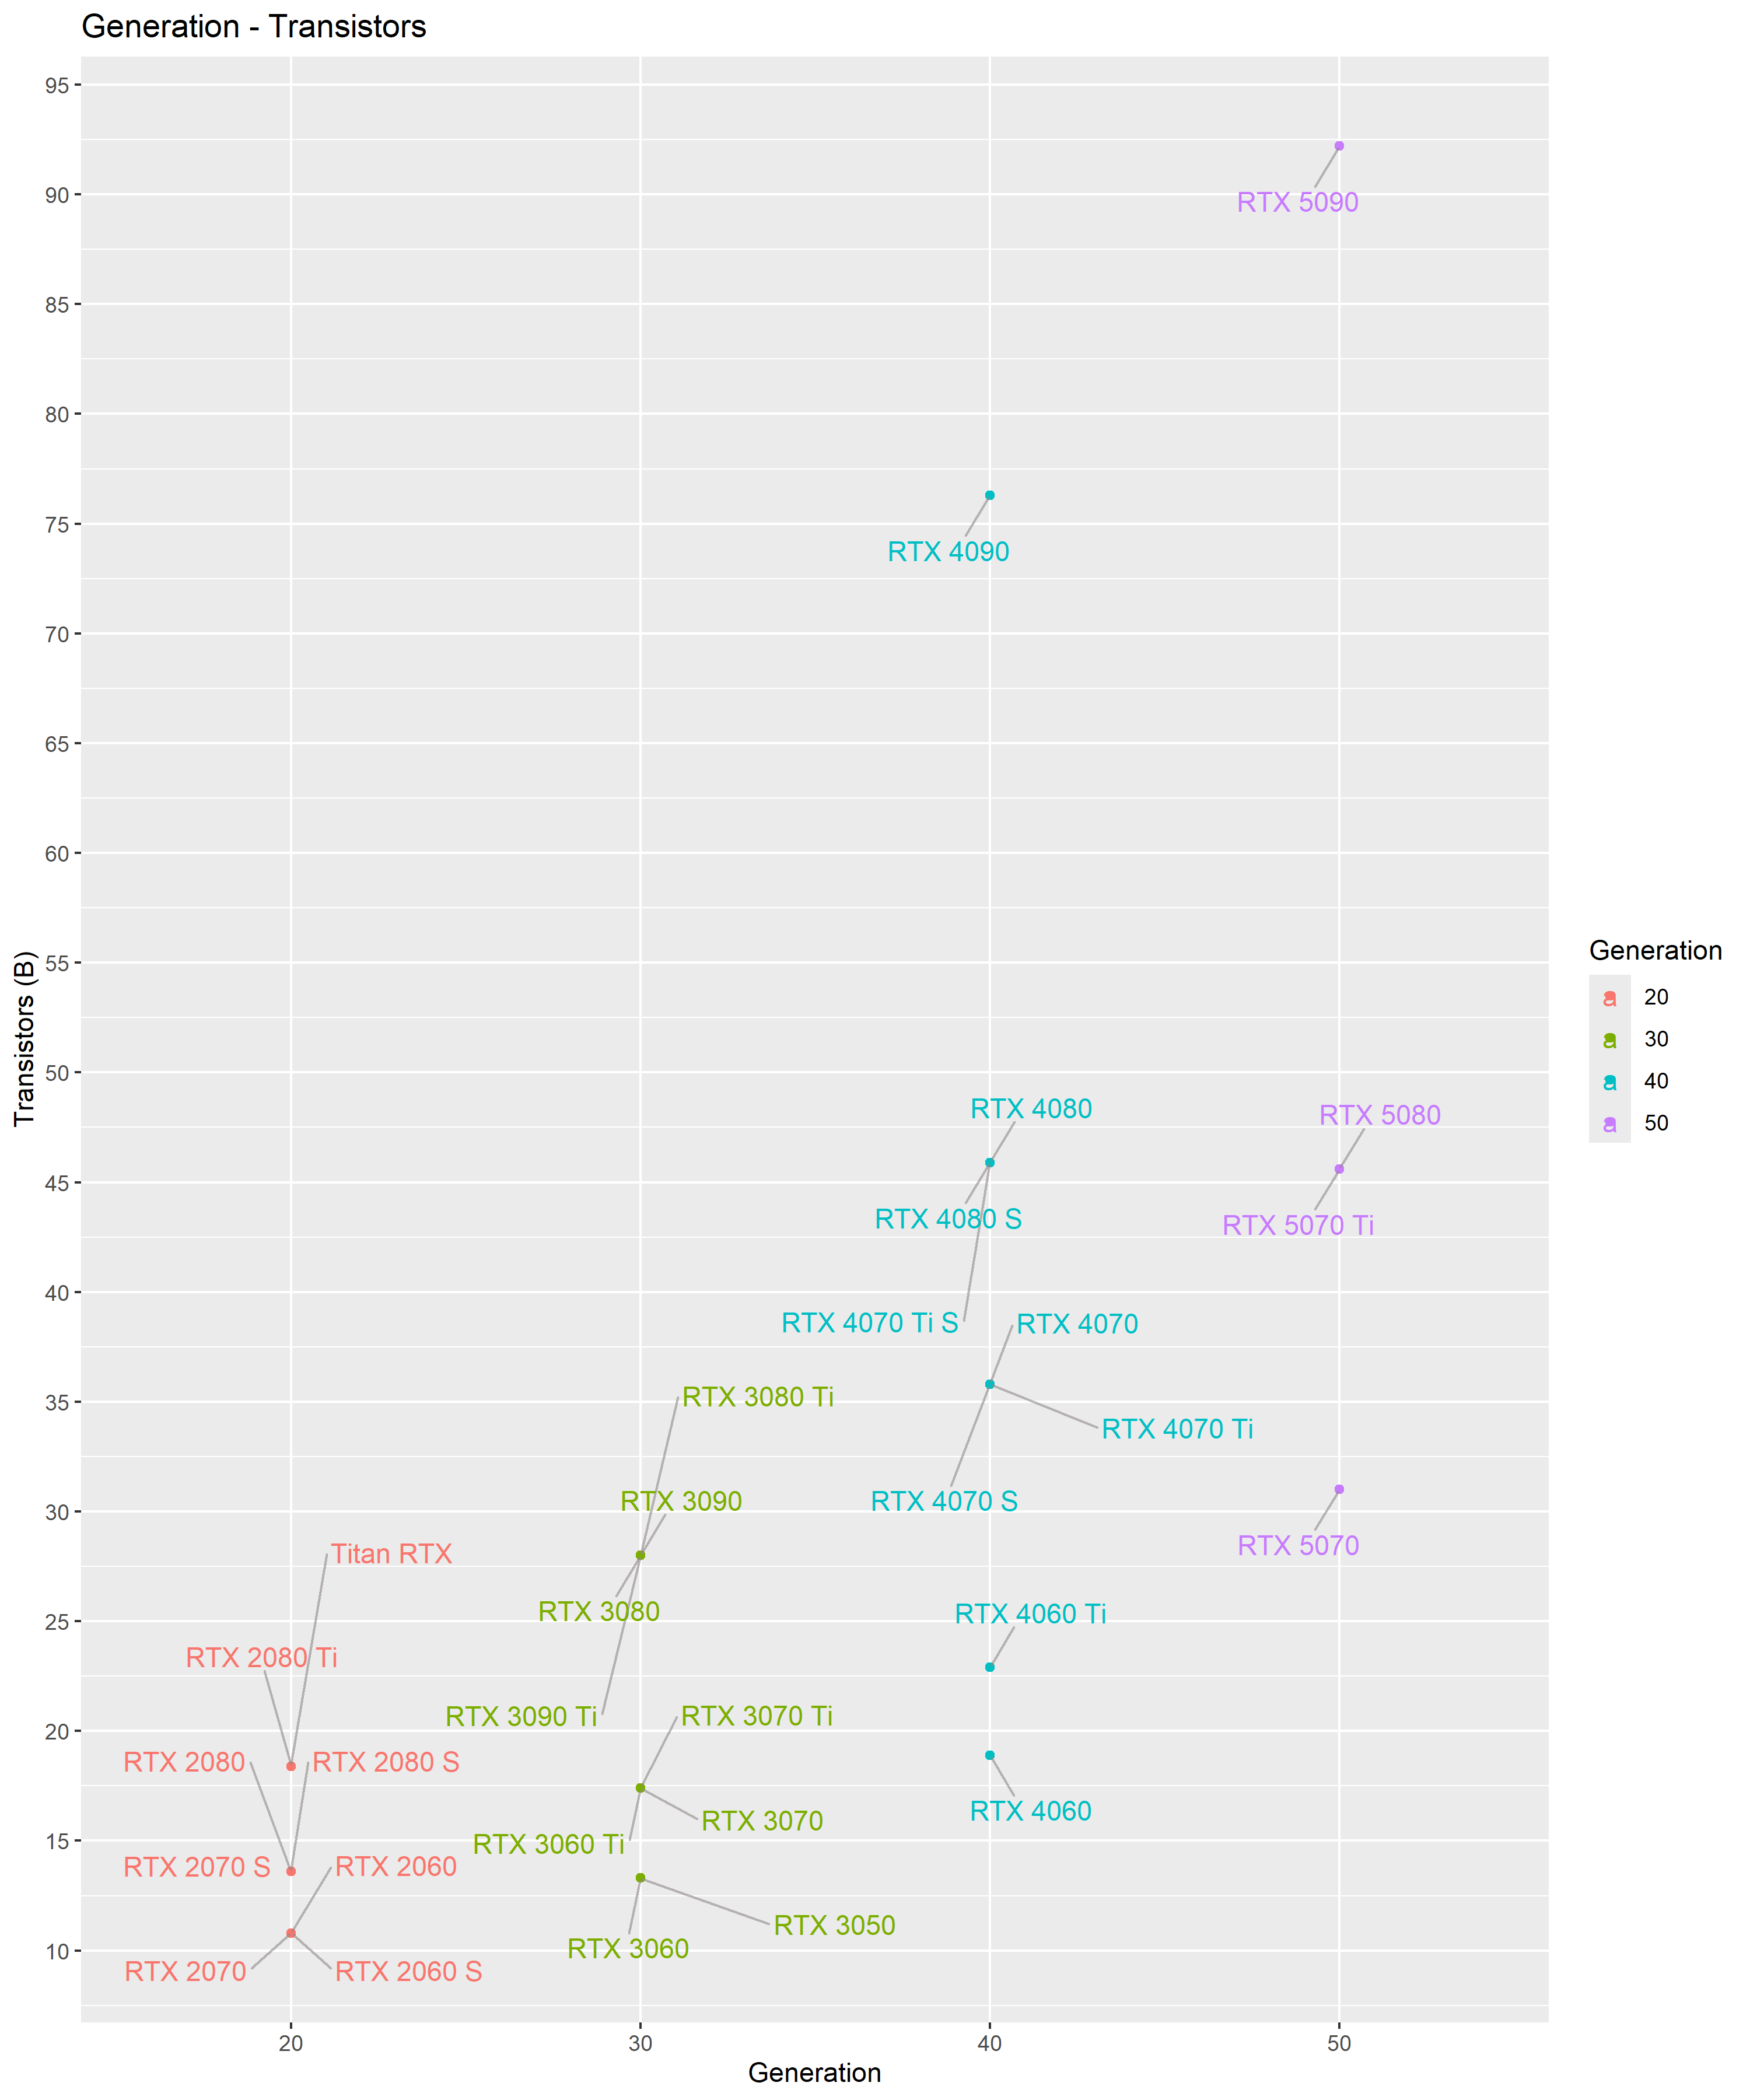 Generation - Transistors
95
90
85
80
75
70
65
60
55
50
45
40
35
30
25
20
15
10
Transistors (B)
RTX 5090
RTX 4090
RTX 4080
RTX 5080
RTX 4080 S
RTX 5070 Ti
RTX 4070 Ti S
RTX 4070
RTX 3080 Ti
RTX 4070 Ti
RTX 3090
RTX 4070 S
RTX 5070
Titan RTX
RTX 3080
RTX 4060 Ti
RTX 2080 Ti
RTX 3090 Ti
RTX 3070 Ti
RTX 2080
RTX 2080 S
RTX 4060
RTX 3070
RTX 3060 Ti
RTX 2070 S
RTX 2060
RTX 3050
RTX 3060
RTX 2070
RTX 2060 S
20
30
40
50
Generation
Generation
a 20
a 30
a 40
a 50